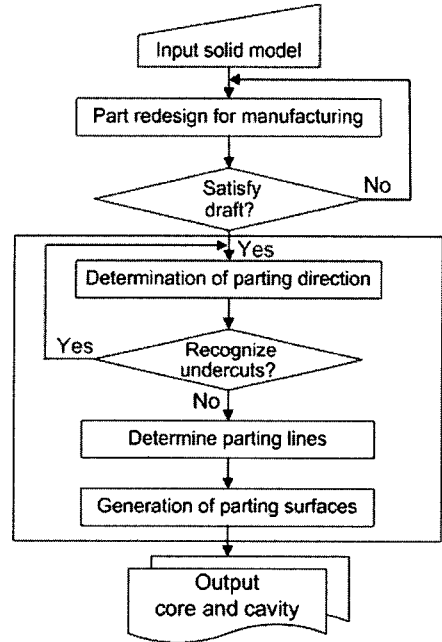 Input solid model
Part redesign for manufacturing
Satisfy
draft?
No
Yes
Determination of parting direction
Yes
Recognize
undercuts?
No
Determine parting lines
Generation of parting surfaces
Output
core and cavity